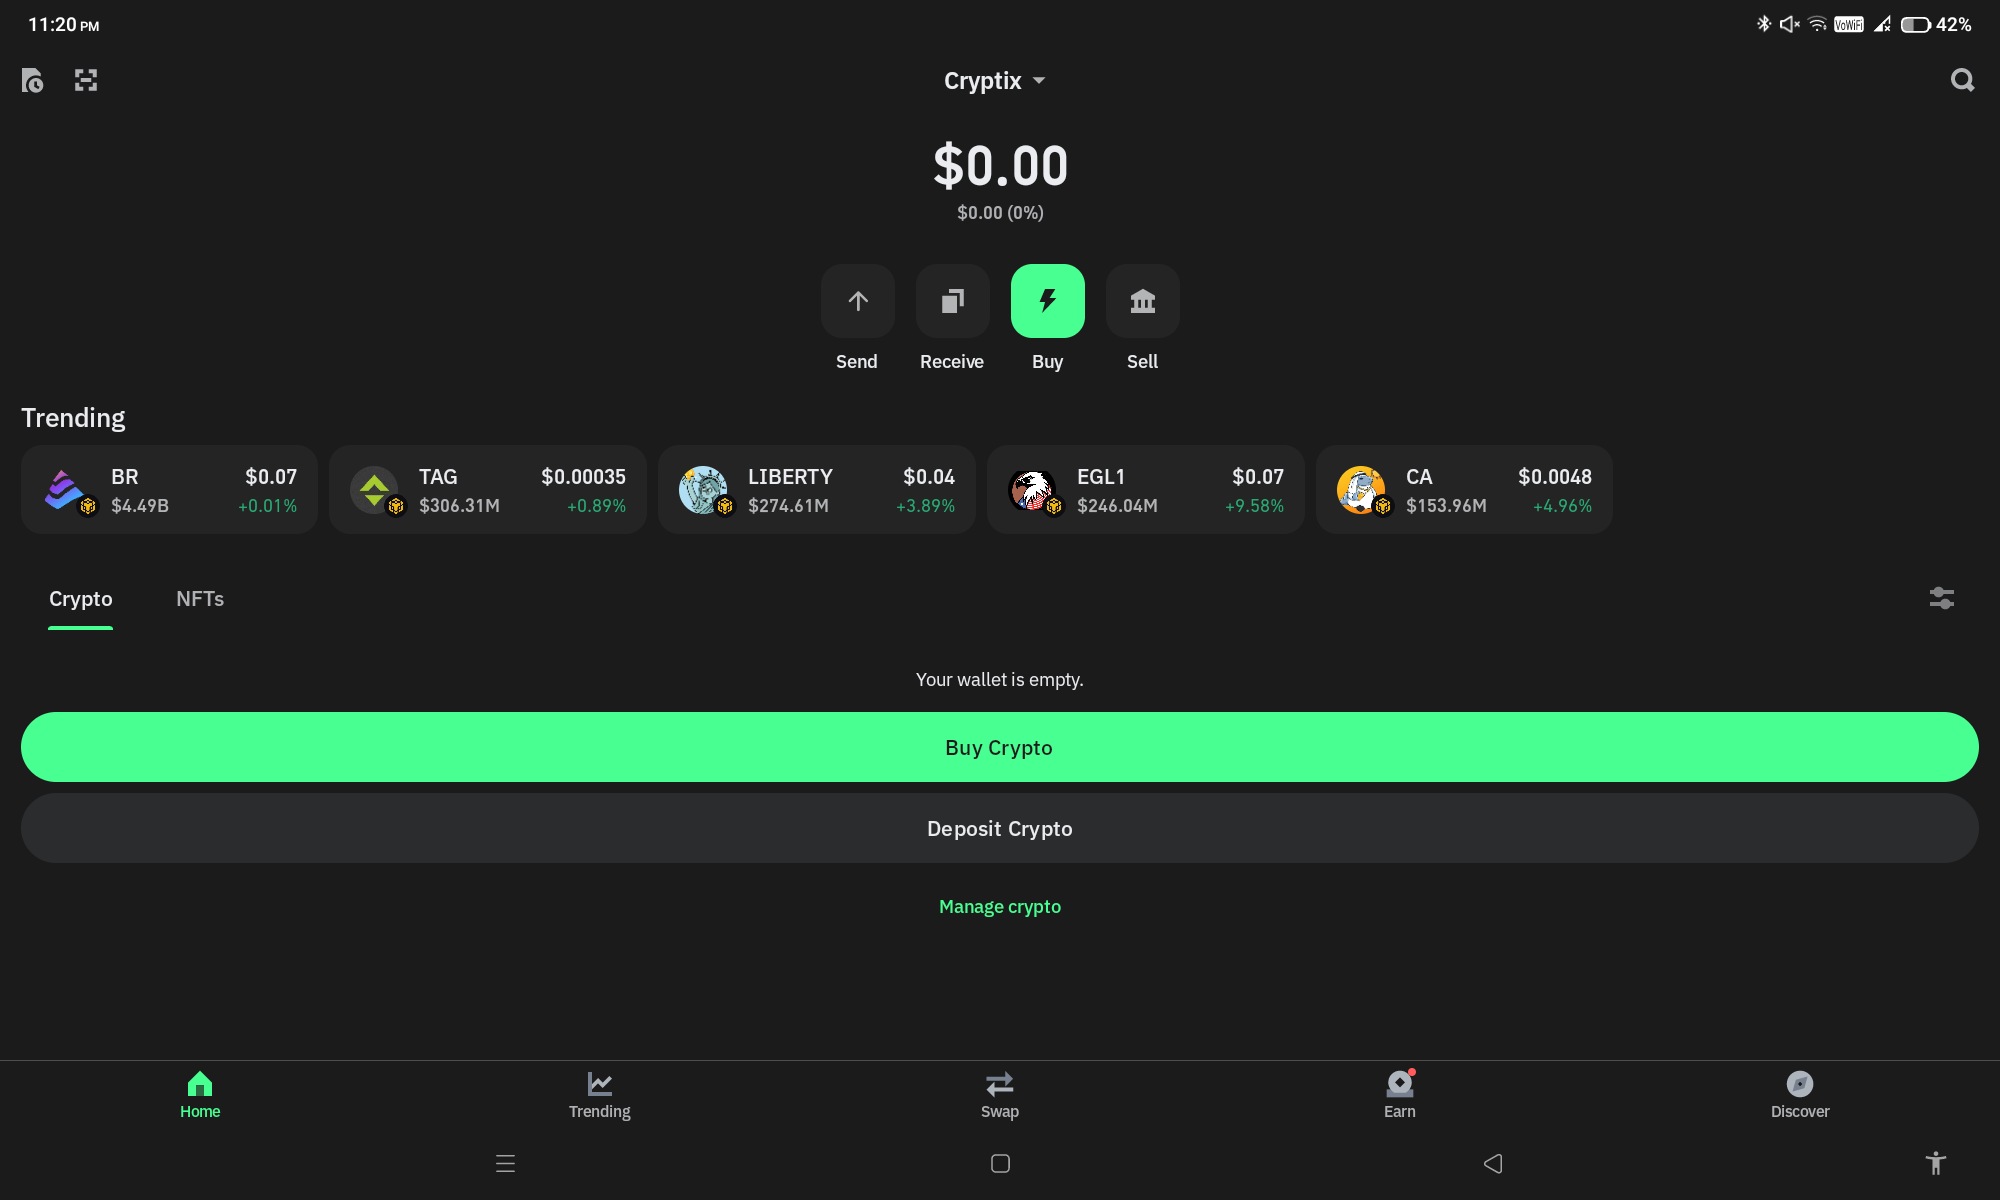 11:20 PM
VoWiFi 42%
Cryptix
$0.00
$0.00 (0%)
Send Receive Buy Sell
Trending
BR $0.07
$4.49B +0.01%
TAG $0.00035
$306.31M +0.89%
LIBERTY $0.04
$274.61M +3.89%
EGL1 $0.07
$246.04M +9.58%
CA $0.0048
$153.96M +4.96%
Crypto NFTs
Your wallet is empty.
Buy Crypto
Deposit Crypto
Manage crypto
Home Trending Swap Earn Discover